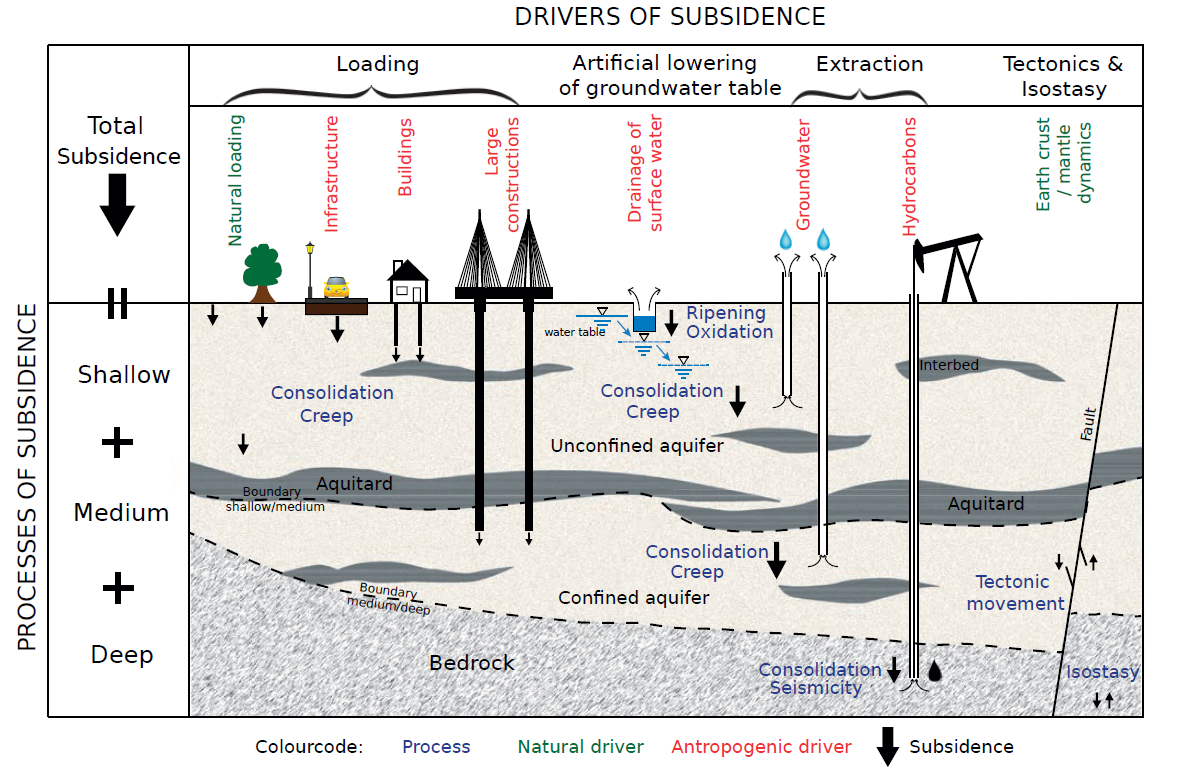 DRIVERS OF SUBSIDENCE
Loading
Artificial lowering
of groundwater table
Extraction
Tectonics &
Isostasy
Total
Subsidence
Natural loading
Infrastructure
Buildings
Large
constructions
Drainage of
surface water
Groundwater
Hydrocarbons
Earth crust
/ mantle
dynamics
PROCESSES OF SUBSIDENCE
Shallow
+
Medium
+
Deep
water table
Ripening
Oxidation
Interbed
Consolidation
Creep
Consolidation
Creep
Unconfined aquifer
Fault
Aquitard
Boundary
shallow/medium
Aquitard
Consolidation
Creep
Boundary
medium/deep
Confined aquifer
Tectonic
movement
Bedrock
Consolidation
Seismicity
Isostasy
Colourcode:
Process
Natural driver
Antropogenic driver
Subsidence